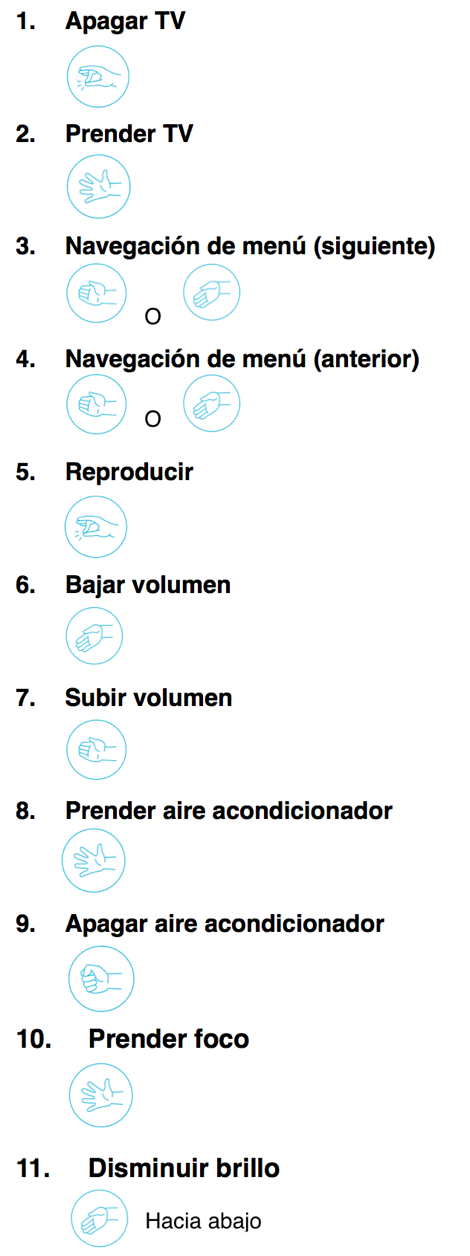 1. Apagar TV
2. Prender TV
3. Navegación de menú (siguiente)
O
4. Navegación de menú (anterior)
O
5. Reproducir
6. Bajar volumen
7. Subir volumen
8. Prender aire acondicionador
9. Apagar aire acondicionador
10. Prender foco
11. Disminuir brillo
Hacia abajo